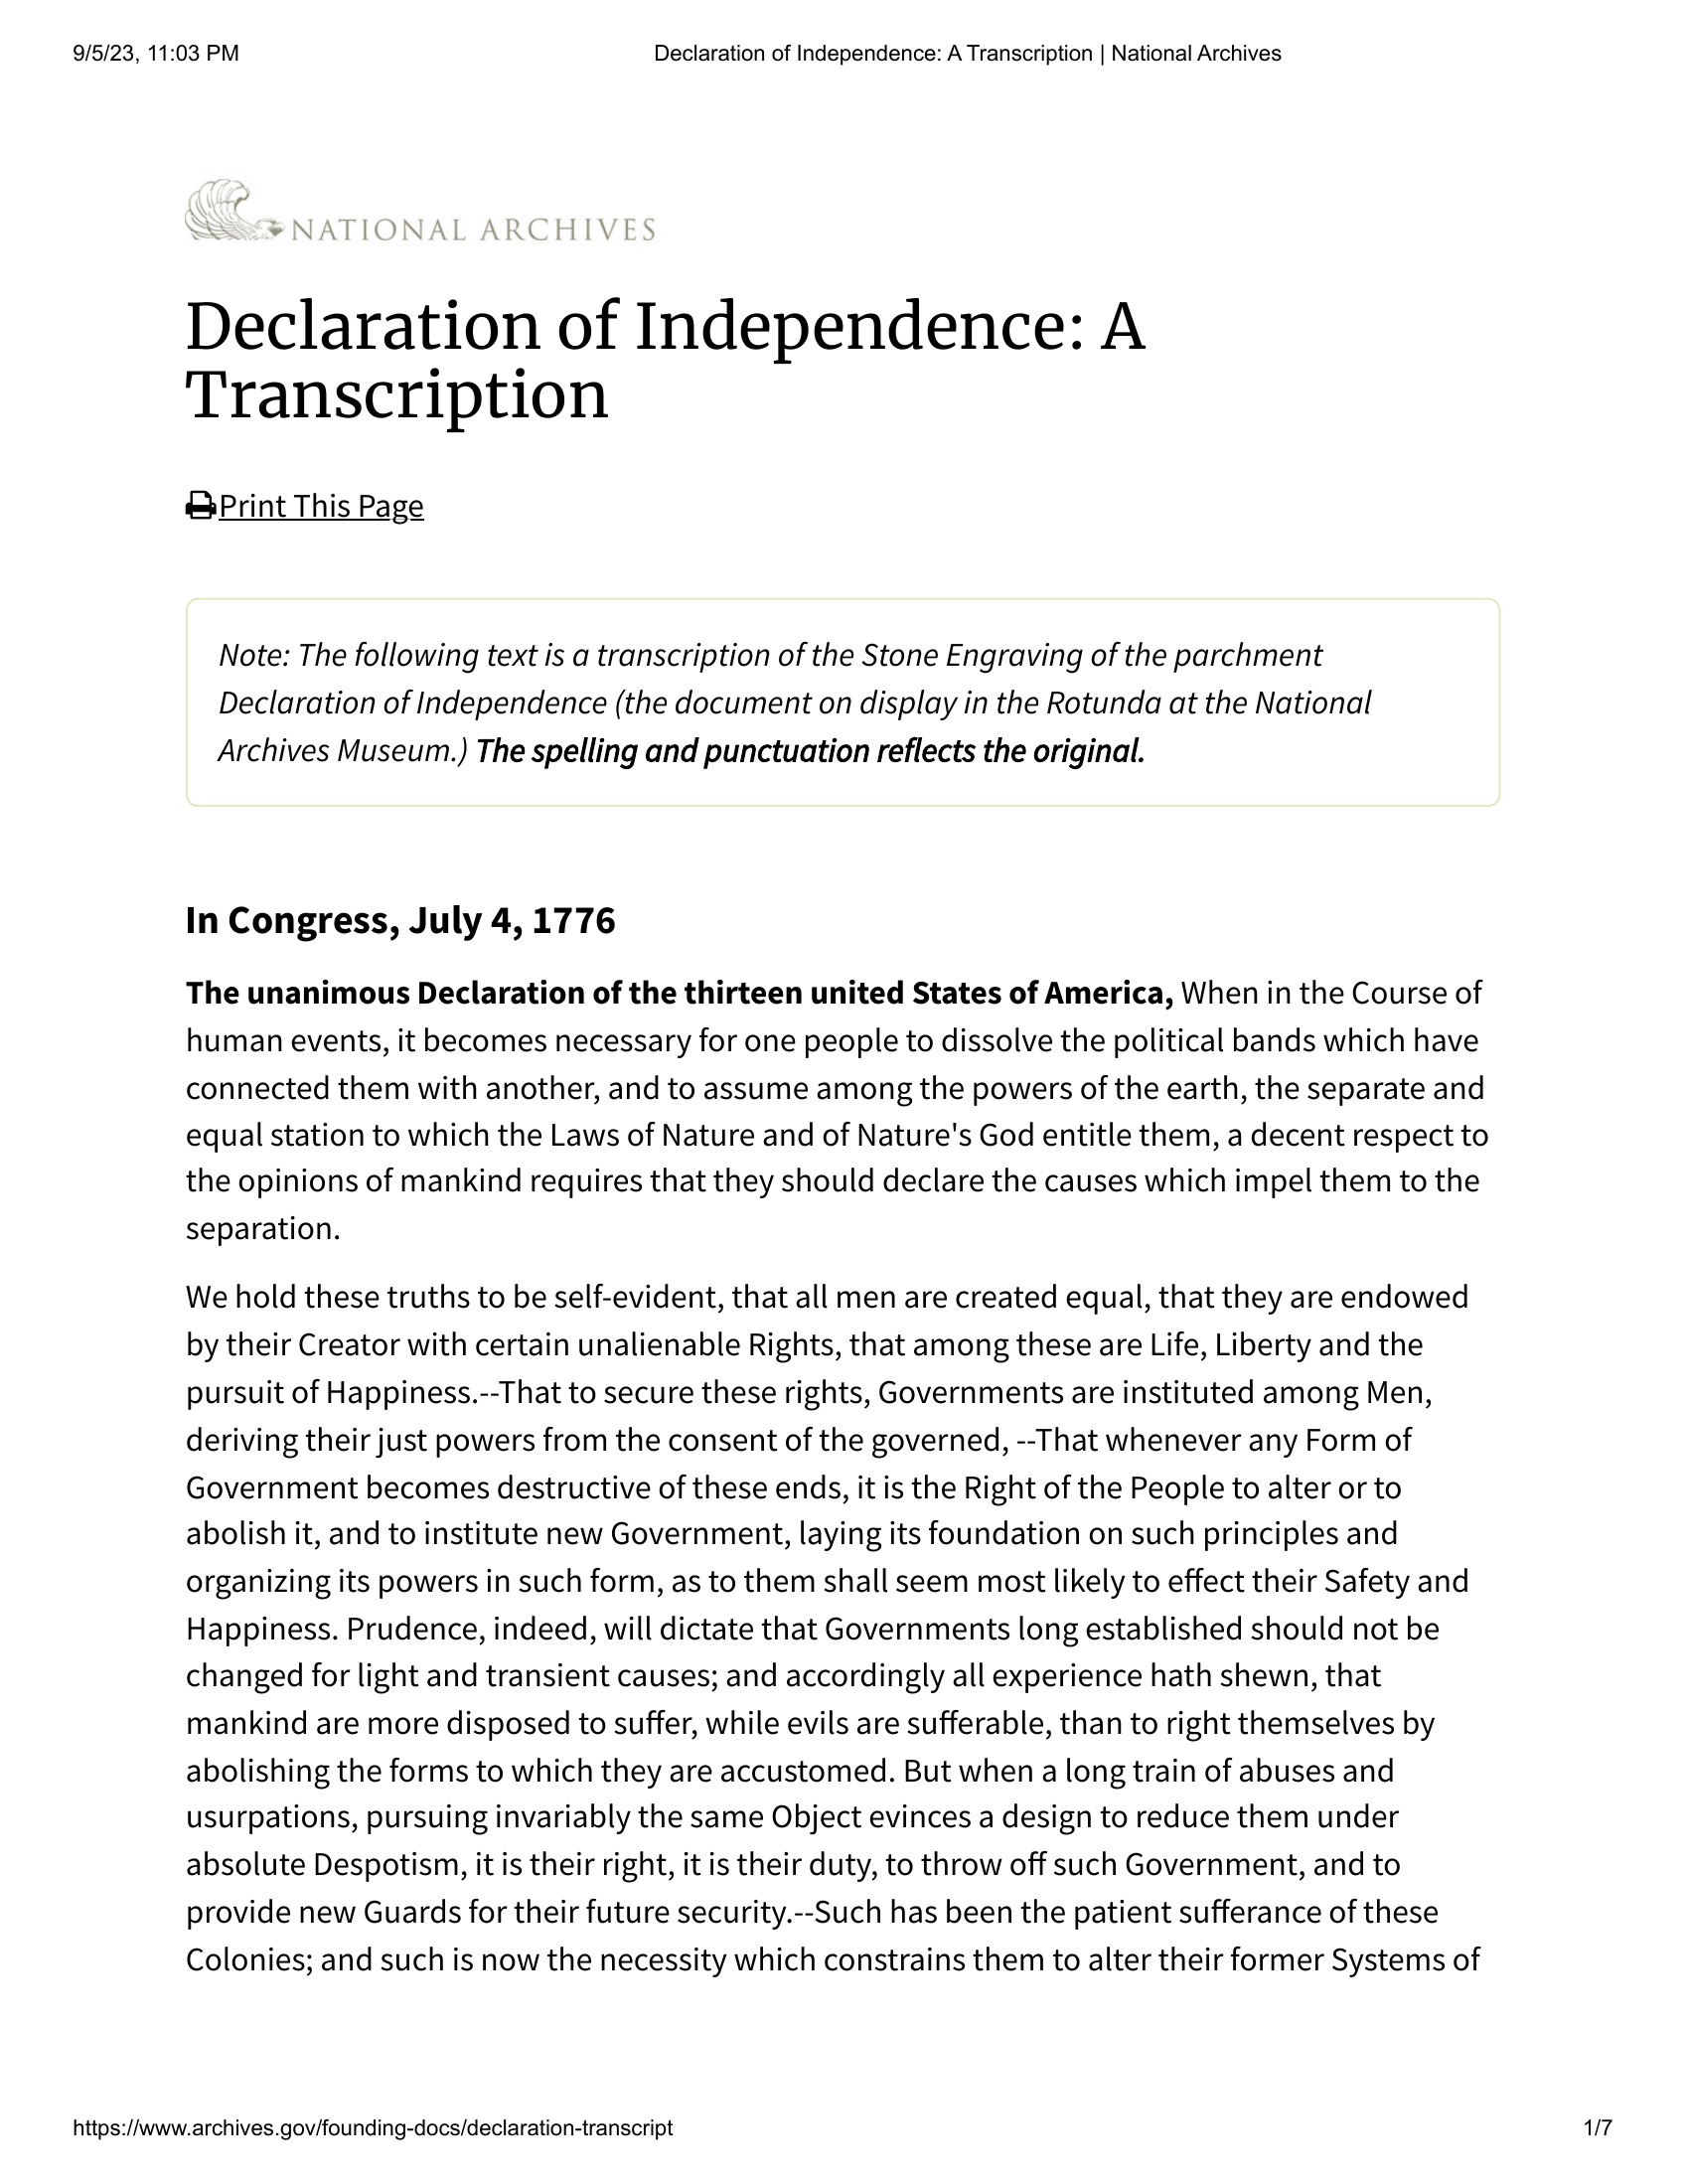 9/5/23, 11:03 PM
Declaration of Independence: A Transcription | National Archives
NATIONAL ARCHIVES
Declaration of Independence: A
Transcription
Print This Page
Note: The following text is a transcription of the Stone Engraving of the parchment
Declaration of Independence (the document on display in the Rotunda at the National
Archives Museum.) The spelling and punctuation reflects the original.
In Congress, July 4, 1776
The unanimous Declaration of the thirteen united States of America, When in the Course of
human events, it becomes necessary for one people to dissolve the political bands which have
connected them with another, and to assume among the powers of the earth, the separate and
equal station to which the Laws of Nature and of Nature's God entitle them, a decent respect to
the opinions of mankind requires that they should declare the causes which impel them to the
separation.
We hold these truths to be self-evident, that all men are created equal, that they are endowed
by their Creator with certain unalienable Rights, that among these are Life, Liberty and the
pursuit of Happiness.--That to secure these rights, Governments are instituted among Men,
deriving their just powers from the consent of the governed, --That whenever any Form of
Government becomes destructive of these ends, it is the Right of the People to alter or to
abolish it, and to institute new Government, laying its foundation on such principles and
organizing its powers in such form, as to them shall seem most likely to effect their Safety and
Happiness. Prudence, indeed, will dictate that Governments long established should not be
changed for light and transient causes; and accordingly all experience hath shewn, that
mankind are more disposed to suffer, while evils are sufferable, than to right themselves by
abolishing the forms to which they are accustomed. But when a long train of abuses and
usurpations, pursuing invariably the same Object evinces a design to reduce them under
absolute Despotism, it is their right, it is their duty, to throw off such Government, and to
provide new Guards for their future security.--Such has been the patient sufferance of these
Colonies; and such is now the necessity which constrains them to alter their former Systems of
https://www.archives.gov/founding-docs/declaration-transcript
1/7